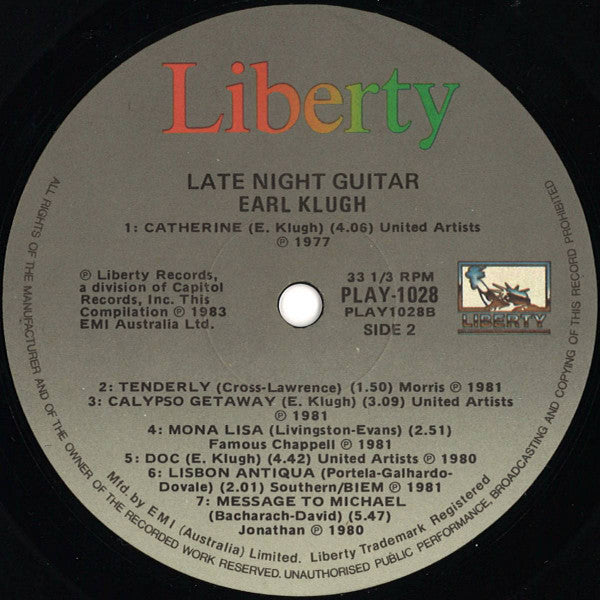 Liberty
LATE NIGHT GUITAR
EARL KLUGH
1: CATHERINE (E. Klugh) (4.06) United Artists
℗ 1977
℗ Liberty Records,
a division of Capitol
Records, Inc. This
Compilation ℗ 1983
EMI Australia Ltd.
33 1/3 RPM
PLAY-1028
PLAY1028B
SIDE 2
LIBERTY
2: TENDERLY (Cross-Lawrence) (1.50) Morris ℗ 1981
3: CALYPSO GETAWAY (E. Klugh) (3.09) United Artists
℗ 1981
4: MONA LISA (Livingston-Evans) (2.51)
Famous Chappell ℗ 1981
5: DOC (E. Klugh) (4.42) United Artists ℗ 1980
6: LISBON ANTIQUA (Portela-Galhardo-
Dovale) (2.01) Southern/BIEM ℗ 1981
7: MESSAGE TO MICHAEL
(Bacharach-David) (5.47)
Jonathan ℗ 1980
Mfd. by EMI (Australia) Limited. Liberty Trademark Registered
ALL RIGHTS OF THE MANUFACTURER AND OF THE OWNER OF THE RECORDED WORK RESERVED. UNAUTHORISED PUBLIC PERFORMANCE, BROADCASTING AND COPYING OF THIS RECORD PROHIBITED